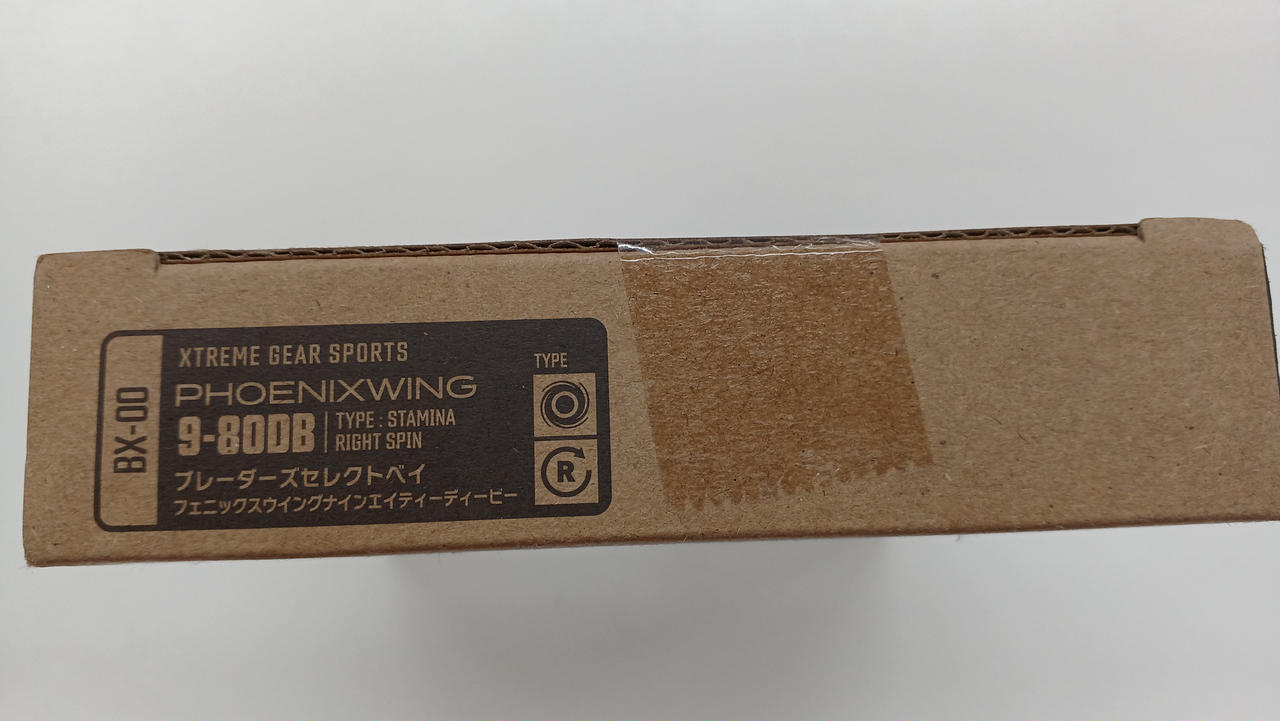 BX-00
XTREME GEAR SPORTS
PHOENIXWING
9-80DB
TYPE : STAMINA
RIGHT SPIN
ブレーダーズセレクトベイ
フェニックスウイングナインエイティーディービー
TYPE
R